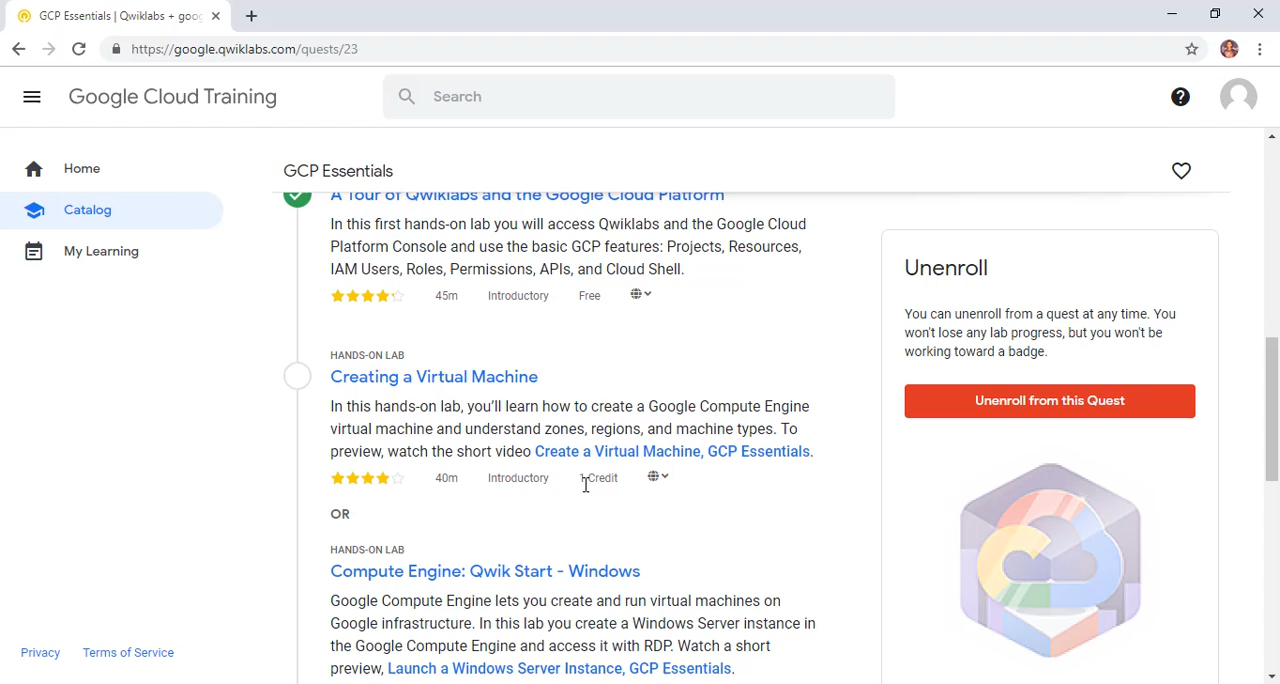 GCP Essentials | Qwiklabs + goog
https://google.qwiklabs.com/quests/23
Google Cloud Training
Search
Home
Catalog
My Learning
GCP Essentials
A Tour of Qwiklabs and the Google Cloud Platform
In this first hands-on lab you will access Qwiklabs and the Google Cloud
Platform Console and use the basic GCP features: Projects, Resources,
IAM Users, Roles, Permissions, APIs, and Cloud Shell.
45m Introductory Free
HANDS-ON LAB
Creating a Virtual Machine
In this hands-on lab, you'll learn how to create a Google Compute Engine
virtual machine and understand zones, regions, and machine types. To
preview, watch the short video Create a Virtual Machine, GCP Essentials.
40m Introductory 1 Credit
OR
HANDS-ON LAB
Compute Engine: Qwik Start - Windows
Google Compute Engine lets you create and run virtual machines on
Google infrastructure. In this lab you create a Windows Server instance in
the Google Compute Engine and access it with RDP. Watch a short
preview, Launch a Windows Server Instance, GCP Essentials.
Unenroll
You can unenroll from a quest at any time. You
won't lose any lab progress, but you won't be
working toward a badge.
Unenroll from this Quest
Privacy Terms of Service